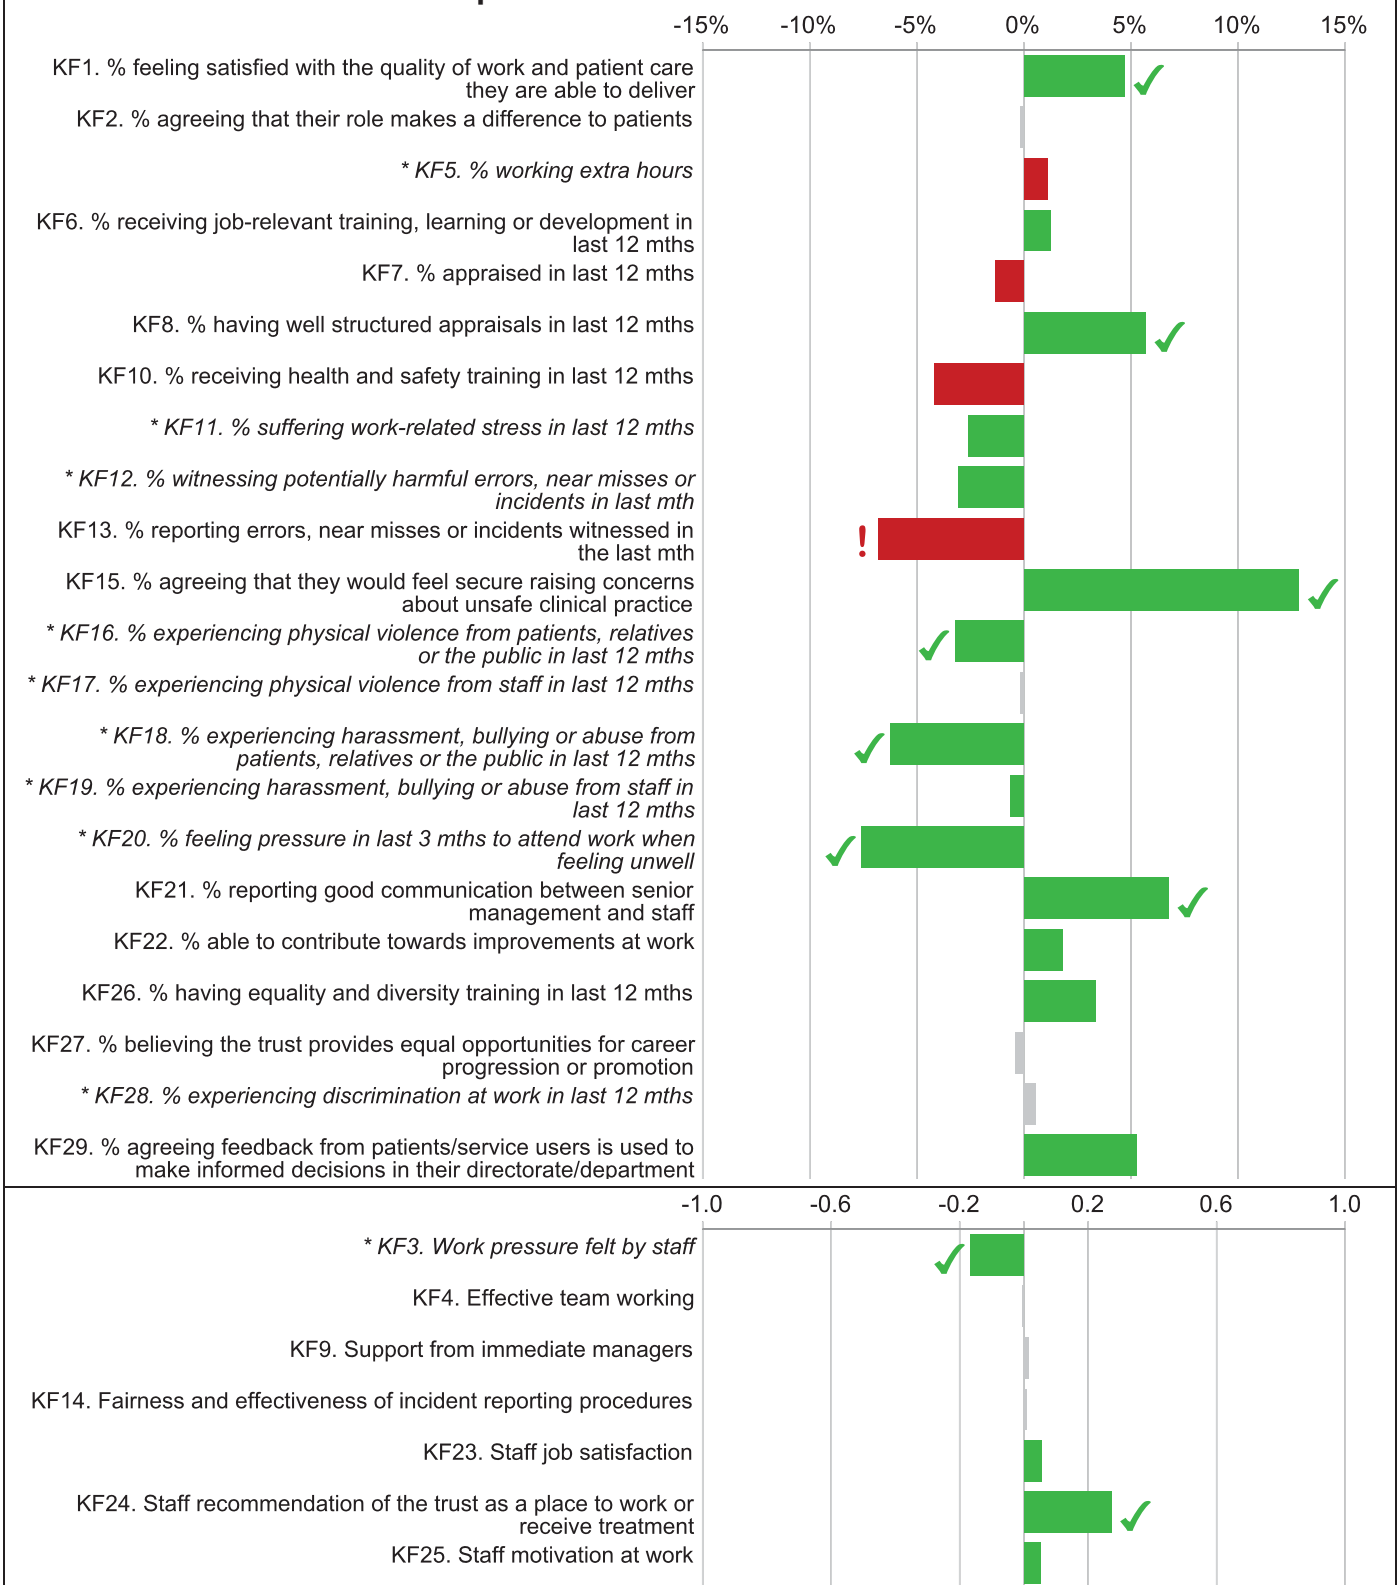 -15% -10% -5% 0% 5% 10% 15%
KF1. % feeling satisfied with the quality of work and patient care
they are able to deliver
KF2. % agreeing that their role makes a difference to patients
* KF5. % working extra hours
KF6. % receiving job-relevant training, learning or development in
last 12 mths
KF7. % appraised in last 12 mths
KF8. % having well structured appraisals in last 12 mths
KF10. % receiving health and safety training in last 12 mths
* KF11. % suffering work-related stress in last 12 mths
* KF12. % witnessing potentially harmful errors, near misses or
incidents in last mth
KF13. % reporting errors, near misses or incidents witnessed in
the last mth
!
KF15. % agreeing that they would feel secure raising concerns
about unsafe clinical practice
* KF16. % experiencing physical violence from patients, relatives
or the public in last 12 mths
* KF17. % experiencing physical violence from staff in last 12 mths
* KF18. % experiencing harassment, bullying or abuse from
patients, relatives or the public in last 12 mths
* KF19. % experiencing harassment, bullying or abuse from staff in
last 12 mths
* KF20. % feeling pressure in last 3 mths to attend work when
feeling unwell
KF21. % reporting good communication between senior
management and staff
KF22. % able to contribute towards improvements at work
KF26. % having equality and diversity training in last 12 mths
KF27. % believing the trust provides equal opportunities for career
progression or promotion
* KF28. % experiencing discrimination at work in last 12 mths
KF29. % agreeing feedback from patients/service users is used to
make informed decisions in their directorate/department
-1.0 -0.6 -0.2 0.2 0.6 1.0
* KF3. Work pressure felt by staff
KF4. Effective team working
KF9. Support from immediate managers
KF14. Fairness and effectiveness of incident reporting procedures
KF23. Staff job satisfaction
KF24. Staff recommendation of the trust as a place to work or
receive treatment
KF25. Staff motivation at work